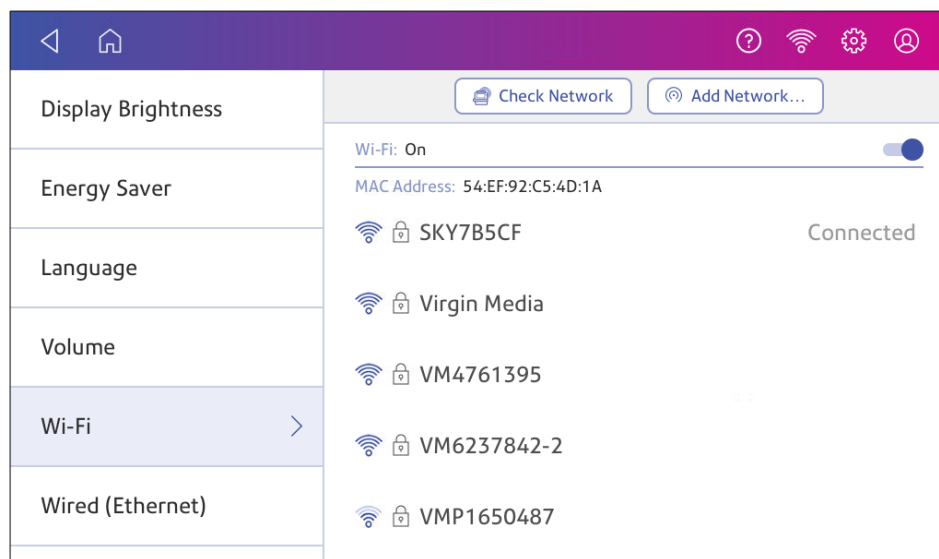 Display Brightness
Energy Saver
Language
Volume
Wi-Fi
Wired (Ethernet)
Check Network
Add Network...
Wi-Fi: On
MAC Address: 54:EF:92:C5:4D:1A
SKY7B5CF Connected
Virgin Media
VM4761395
VM6237842-2
VMP1650487